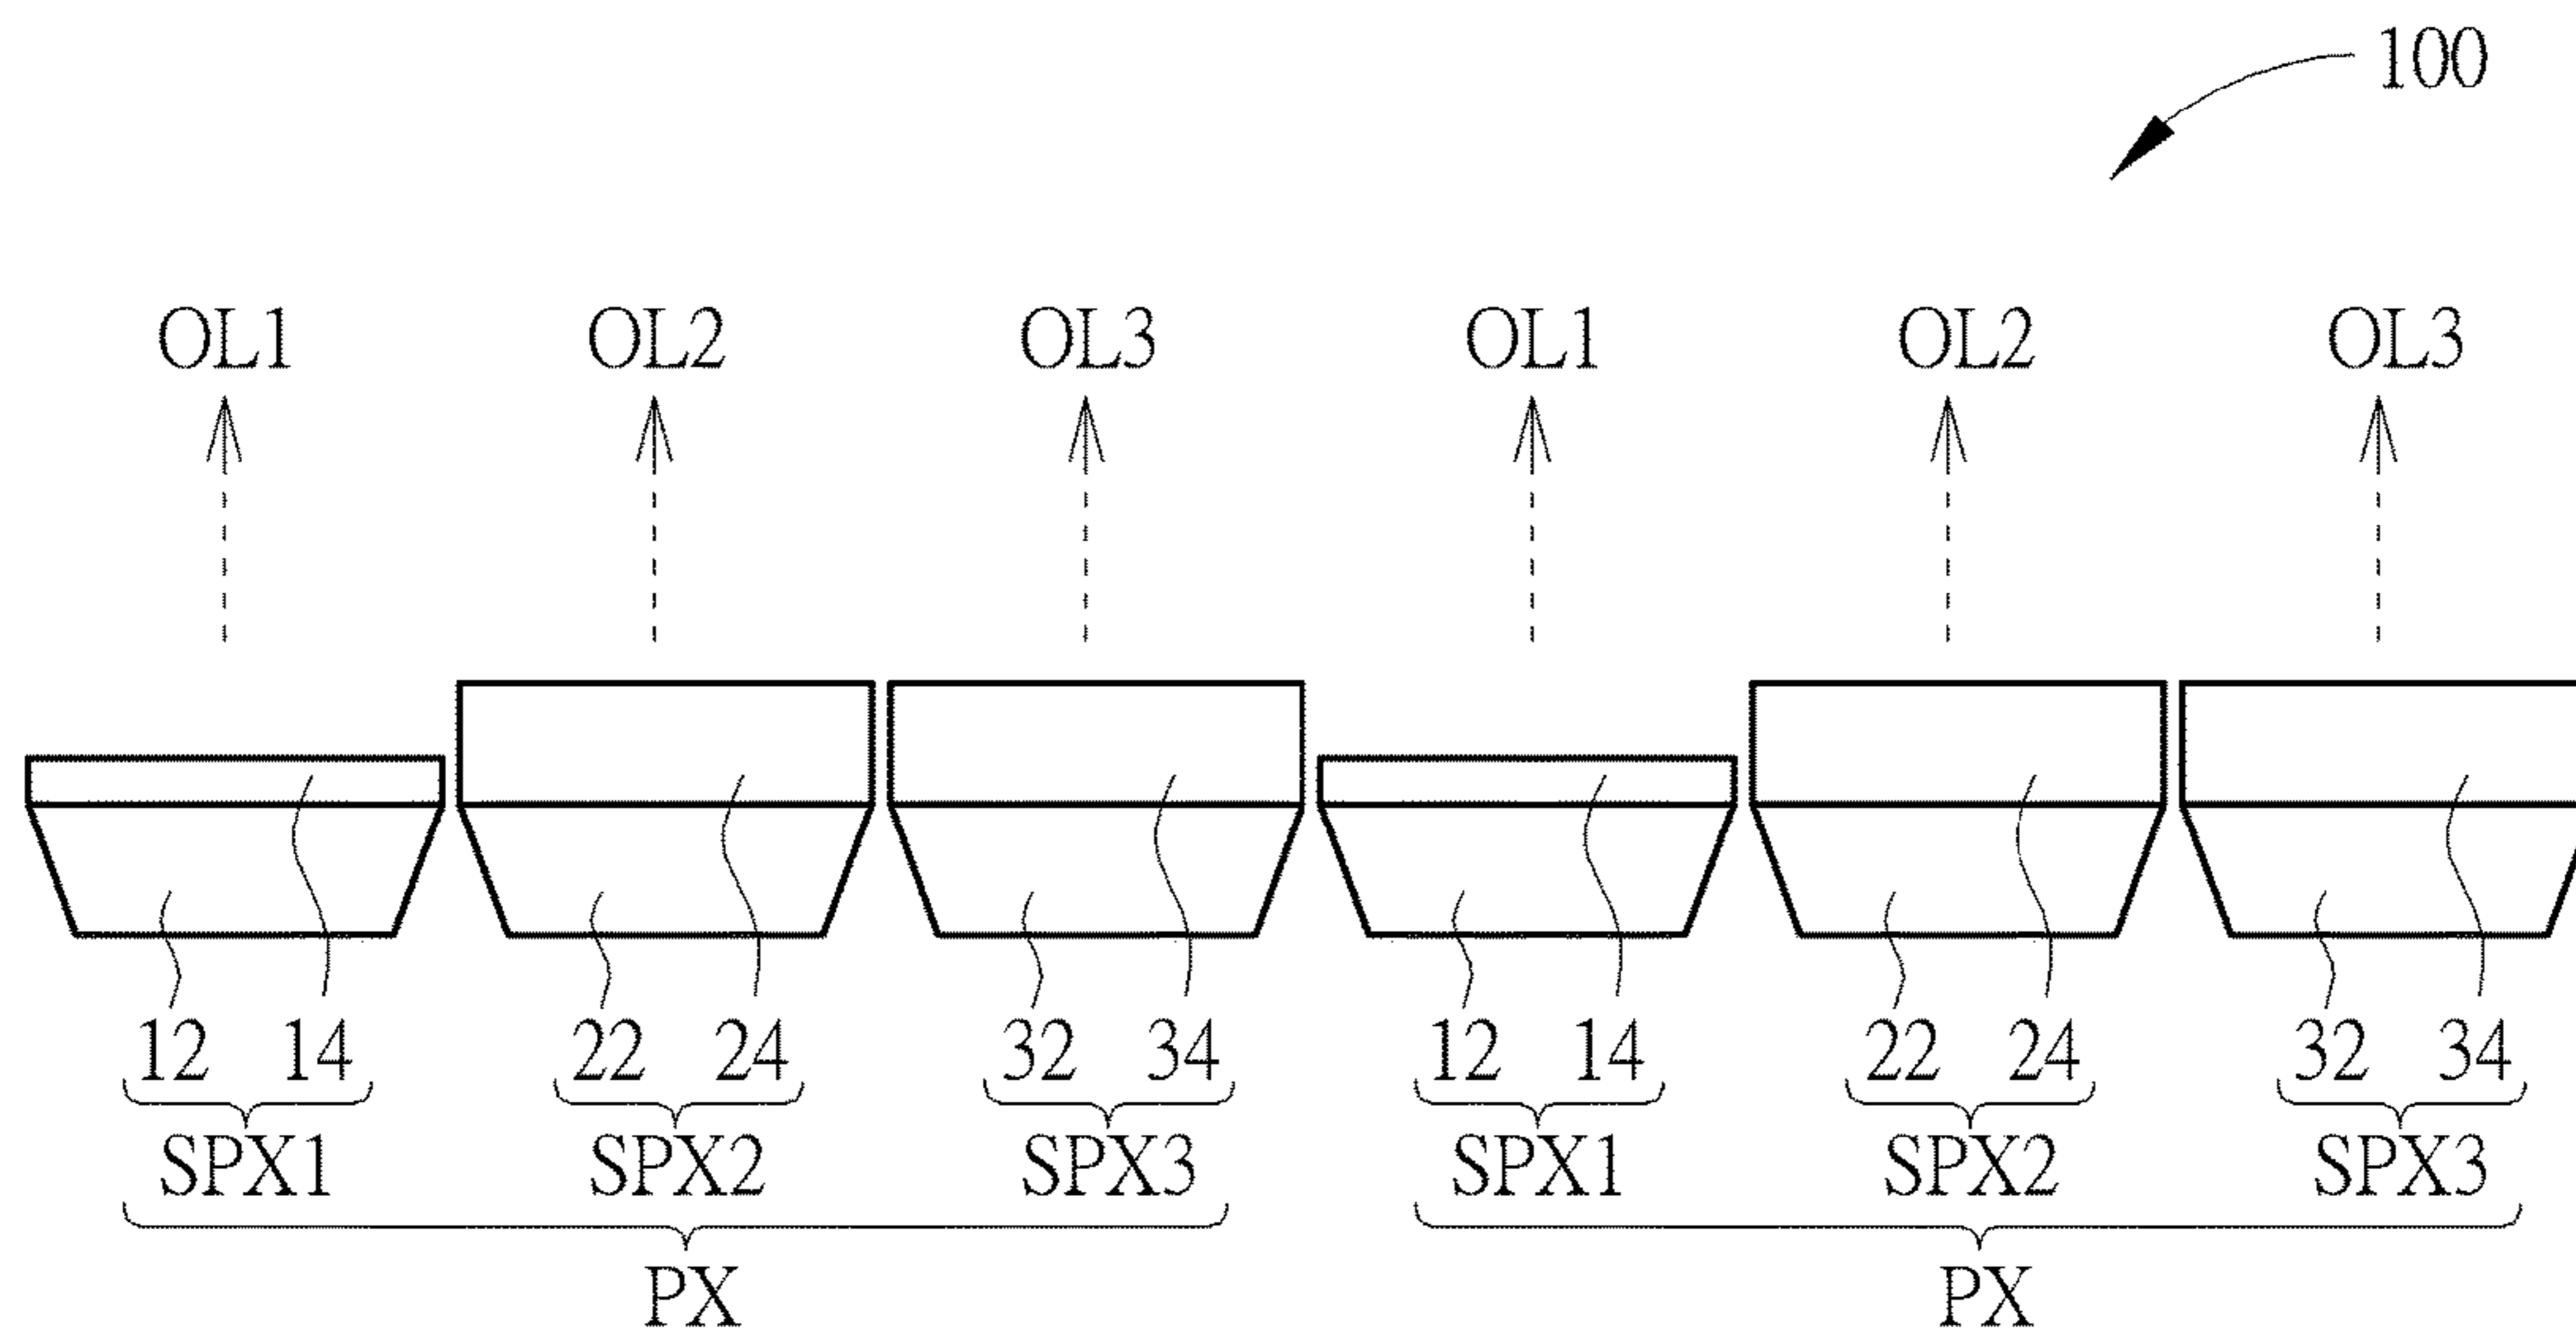 100
OL1 OL2 OL3 OL1 OL2 OL3
12 14 22 24 32 34 12 14 22 24 32 34
SPX1 SPX2 SPX3 SPX1 SPX2 SPX3
PX PX